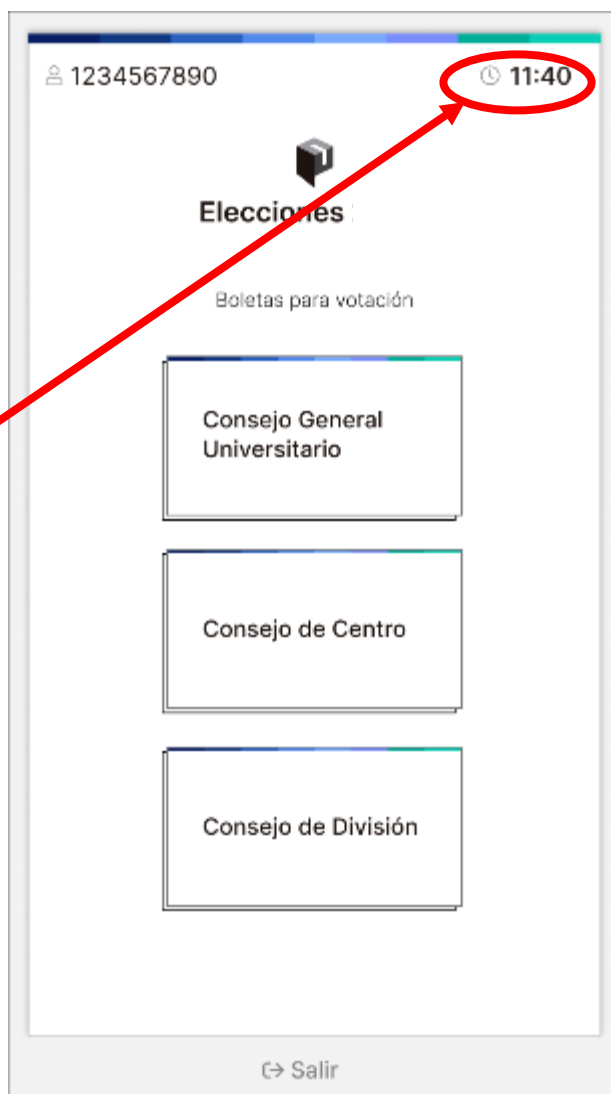 1234567890
11:40
Elecciones
Boletas para votación
Consejo General
Universitario
Consejo de Centro
Consejo de División
Salir